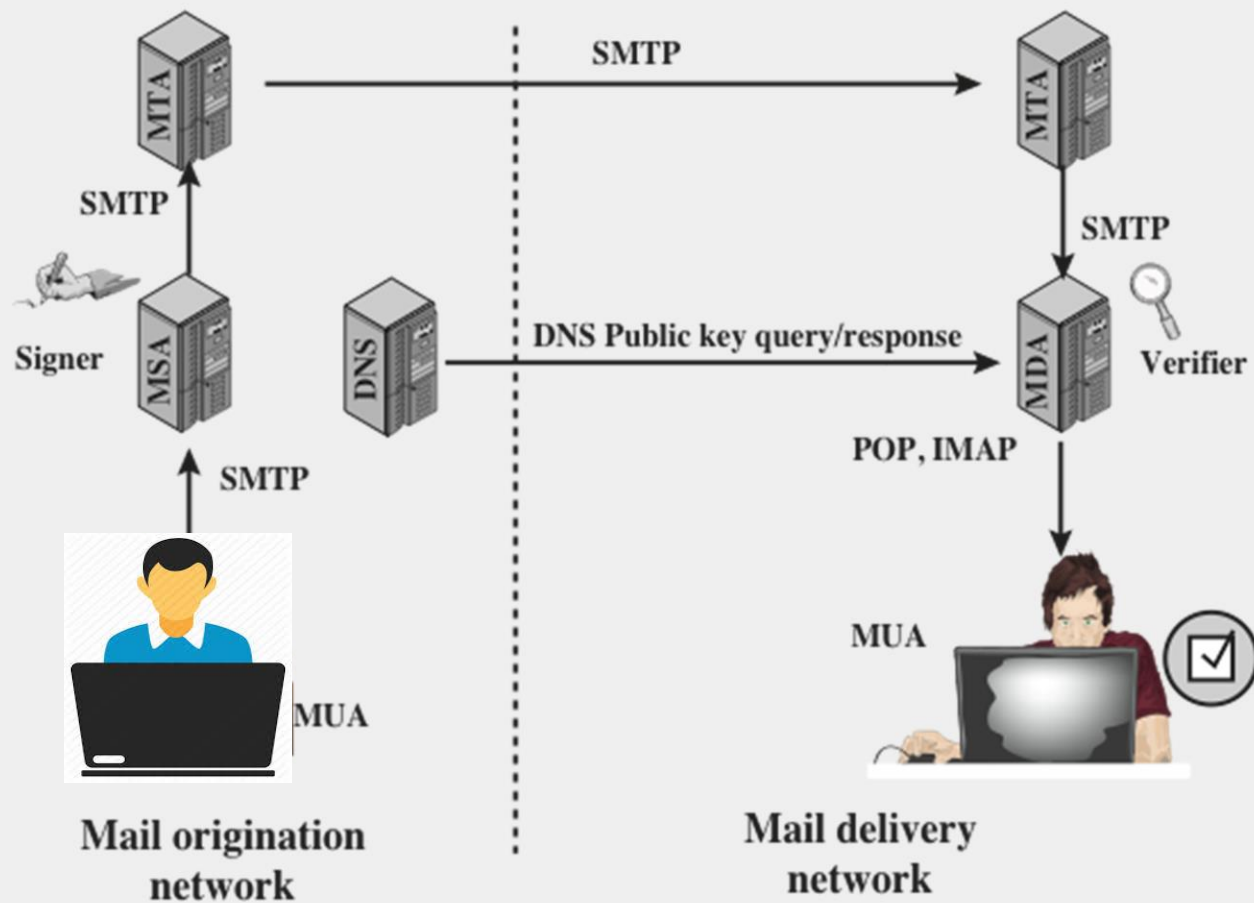 SMTP
MTA
MTA
SMTP
SMTP
Signer
MSA
DNS
DNS Public key query/response
MDA
Verifier
POP, IMAP
SMTP
MUA
MUA
Mail origination
network
Mail delivery
network